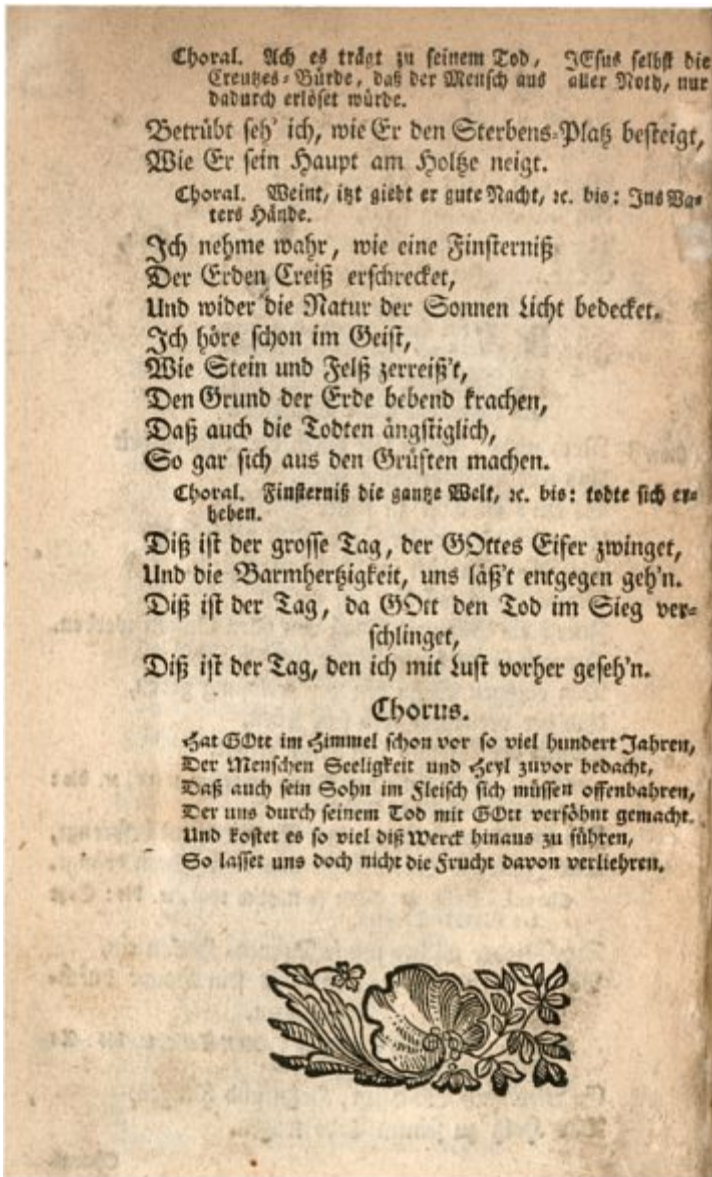 Choral. Ach es trägt zu seinem Tod, JEsus selbst die
Creutzes-Bürde, daß der Mensch aus aller Noth, nur
dadurch erlöset würde.
Betrübt seh' ich, wie Er den Sterbens-Platz besteigt,
Wie Er sein Haupt am Holtze neigt.
Choral. Weint, itzt giebt er gute Nacht, ꝛc. bis: Ins Va-
ters Hände.
Ich nehme wahr, wie eine Finsterniß
Der Erden Creiß erschrecket,
Und wider die Natur der Sonnen Licht bedecket.
Ich höre schon im Geist,
Wie Stein und Felß zerreiß't,
Den Grund der Erde bebend krachen,
Daß auch die Todten ängstiglich,
So gar sich aus den Grüften machen.
Choral. Finsterniß die gantze Welt, ꝛc. bis: todte sich er-
heben.
Diß ist der grosse Tag, der GOttes Eifer zwinget,
Und die Barmhertzigkeit, uns läß't entgegen geh'n.
Diß ist der Tag, da GOtt den Tod im Sieg ver-
schlinget,
Diß ist der Tag, den ich mit Lust vorher geseh'n.
Chorus.
Hat GOtt im Himmel schon vor so viel hundert Jahren,
Der Menschen Seeligkeit und Heyl zuvor bedacht,
Daß auch sein Sohn im Fleisch sich müssen offenbahren,
Der uns durch seinem Tod mit GOtt versöhnt gemacht.
Und kostet es so viel diß Werck hinaus zu führen,
So lasset uns doch nicht die Frucht davon verliehren.